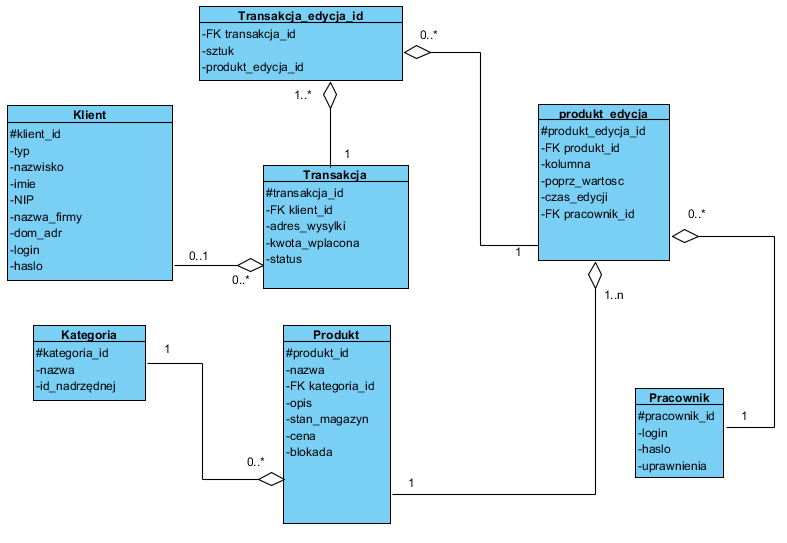 Transakcja_edycja_id
-FK transakcja_id
-sztuk
-produkt_edycja_id
0..*
1..*
1
Klient
#klient_id
-typ
-nazwisko
-imie
-NIP
-nazwa_firmy
-dom_adr
-login
-haslo
Transakcja
#transakcja_id
-FK klient_id
-adres_wysylki
-kwota_wplacona
-status
0..1
0..*
produkt_edycja
#produkt_edycja_id
-FK produkt_id
-kolumna
-poprz_wartosc
-czas_edycji
-FK pracownik_id
1
0..*
1..n
Kategoria
#kategoria_id
-nazwa
-id_nadrzędnej
1
0..*
Produkt
#produkt_id
-nazwa
-FK kategoria_id
-opis
-stan_magazyn
-cena
-blokada
1
Pracownik
#pracownik_id
-login
-haslo
-uprawnienia
1